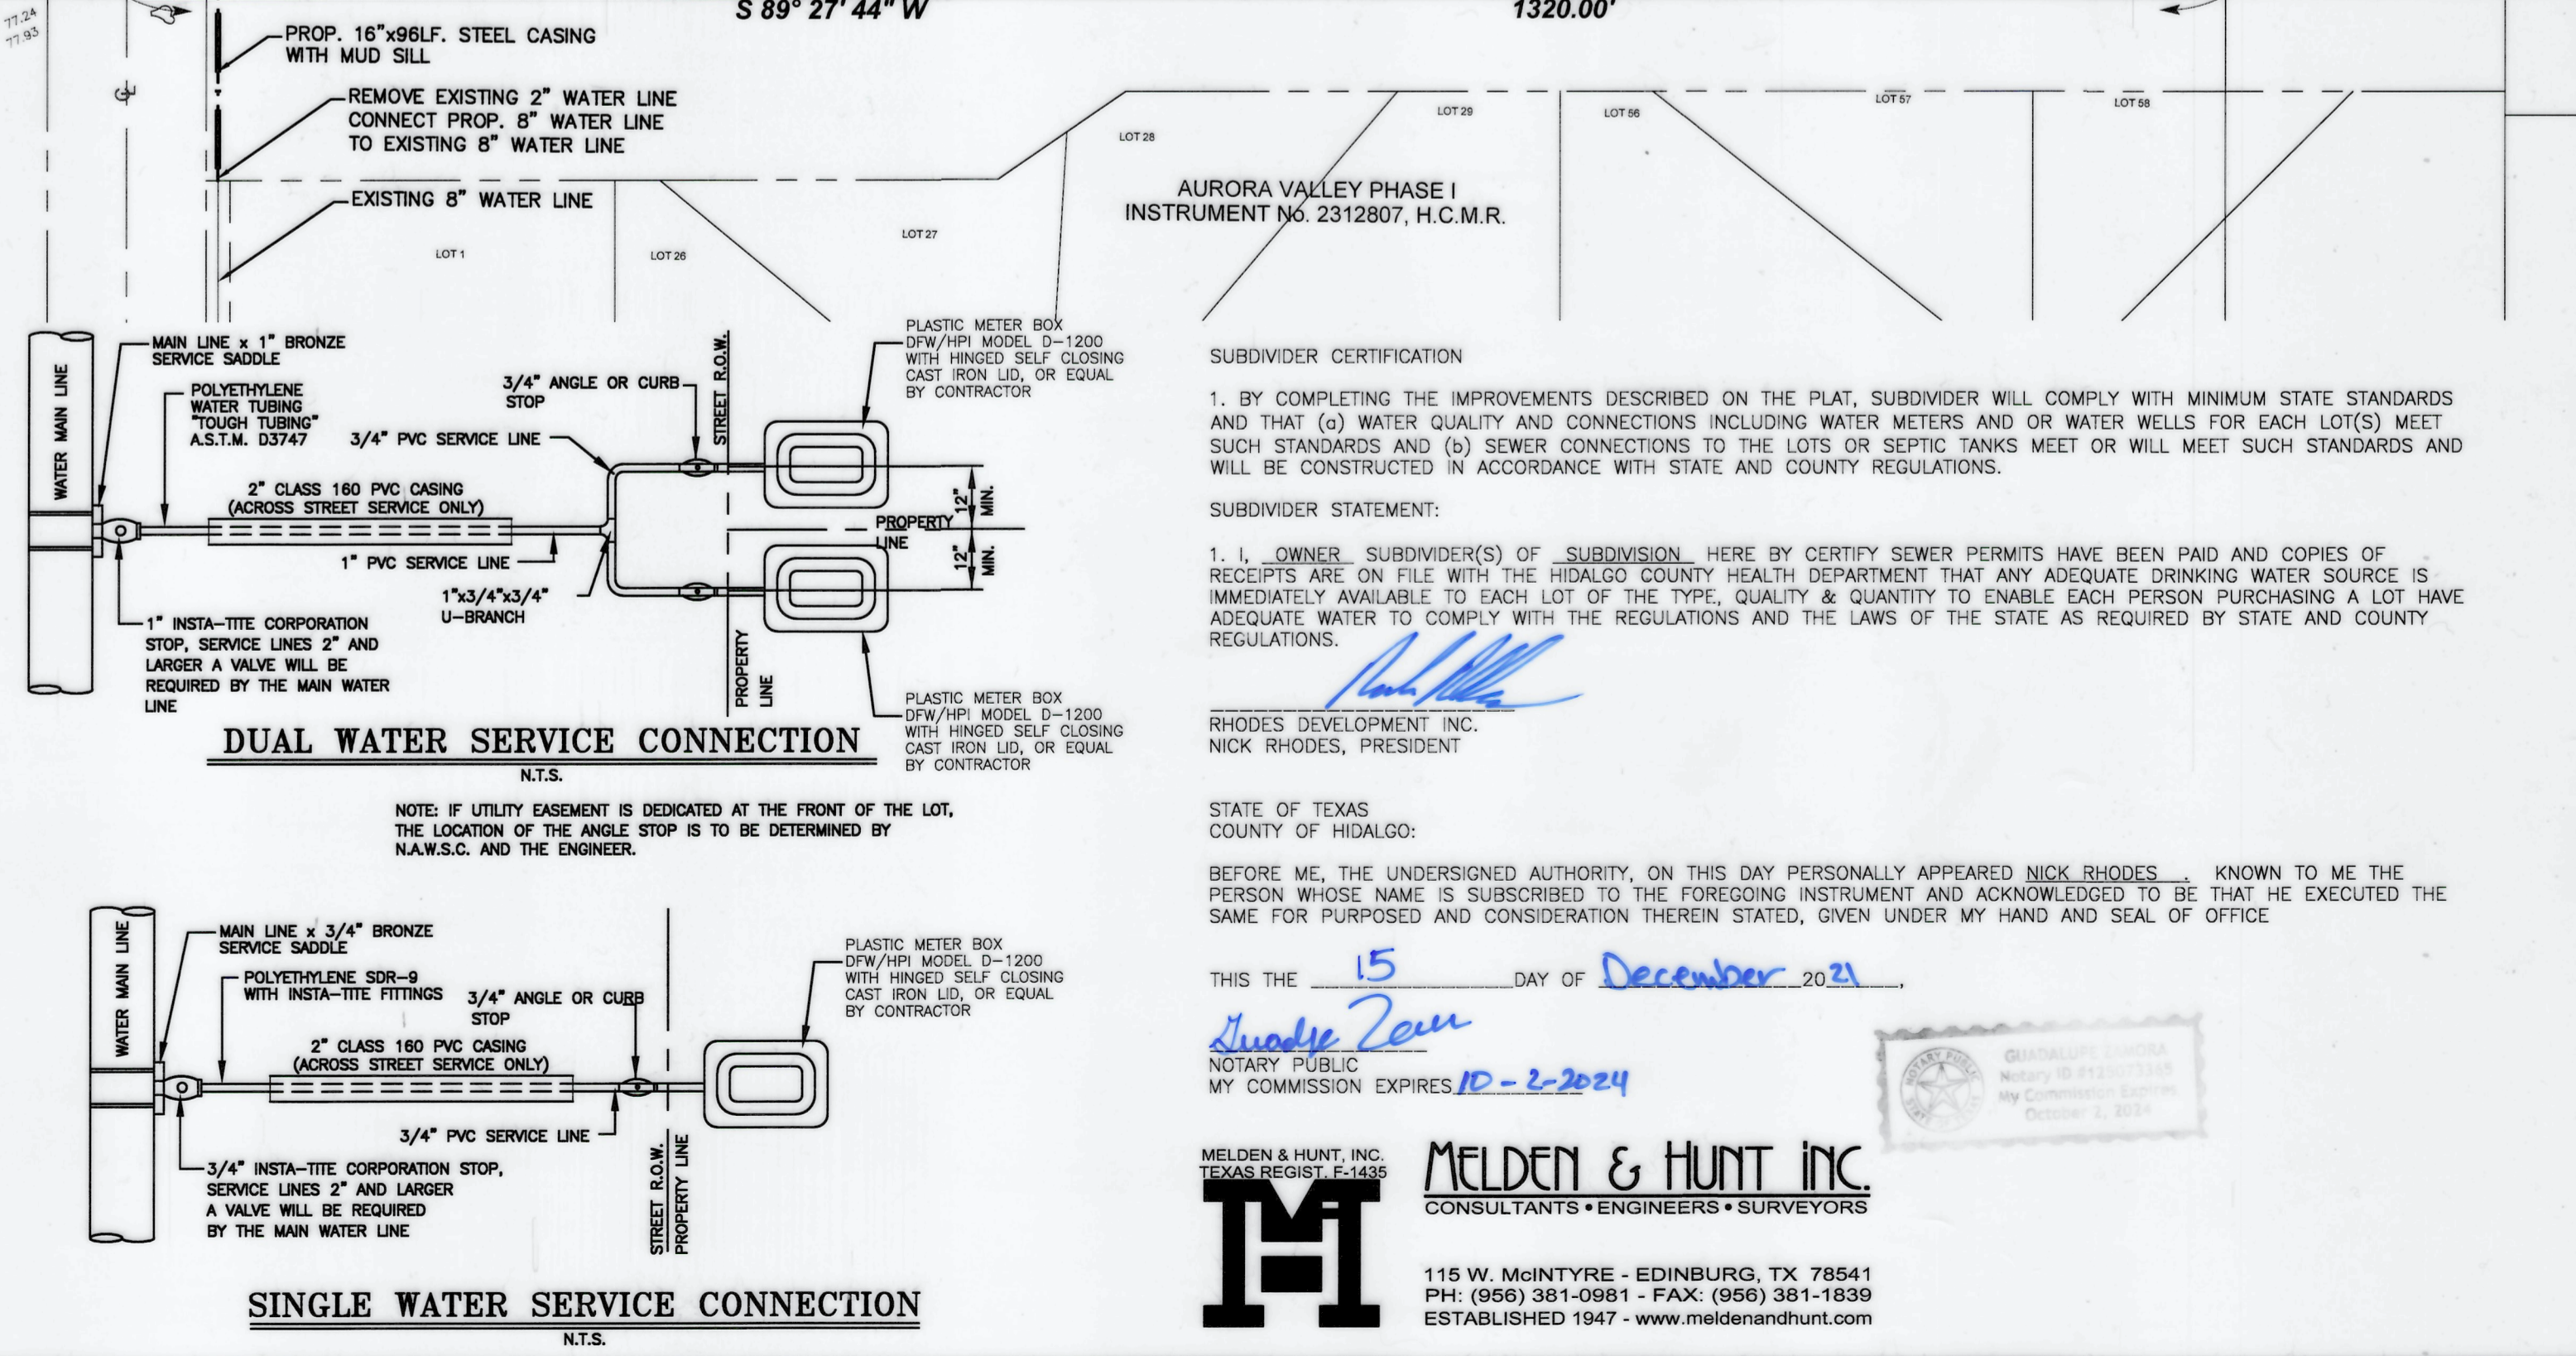 77.24
77.93
S 89° 27' 44" W
1320.00'
PROP. 16"x96LF. STEEL CASING
WITH MUD SILL
REMOVE EXISTING 2" WATER LINE
CONNECT PROP. 8" WATER LINE
TO EXISTING 8" WATER LINE
EXISTING 8" WATER LINE
LOT 1
LOT 26
LOT 27
LOT 28
LOT 29
LOT 56
LOT 57
LOT 58
AURORA VALLEY PHASE I
INSTRUMENT No. 2312807, H.C.M.R.
WATER MAIN LINE
MAIN LINE x 1" BRONZE
SERVICE SADDLE
POLYETHYLENE
WATER TUBING
"TOUGH TUBING"
A.S.T.M. D3747
3/4" PVC SERVICE LINE
3/4" ANGLE OR CURB
STOP
STREET R.O.W.
PLASTIC METER BOX
DFW/HPI MODEL D-1200
WITH HINGED SELF CLOSING
CAST IRON LID, OR EQUAL
BY CONTRACTOR
2" CLASS 160 PVC CASING
(ACROSS STREET SERVICE ONLY)
1" PVC SERVICE LINE
1"x3/4"x3/4"
U-BRANCH
12"
MIN.
PROPERTY
LINE
12"
MIN.
PROPERTY
LINE
1" INSTA-TITE CORPORATION
STOP, SERVICE LINES 2" AND
LARGER A VALVE WILL BE
REQUIRED BY THE MAIN WATER
LINE
PLASTIC METER BOX
DFW/HPI MODEL D-1200
WITH HINGED SELF CLOSING
CAST IRON LID, OR EQUAL
BY CONTRACTOR
DUAL WATER SERVICE CONNECTION
N.T.S.
NOTE: IF UTILITY EASEMENT IS DEDICATED AT THE FRONT OF THE LOT,
THE LOCATION OF THE ANGLE STOP IS TO BE DETERMINED BY
N.A.W.S.C. AND THE ENGINEER.
WATER MAIN LINE
MAIN LINE x 3/4" BRONZE
SERVICE SADDLE
POLYETHYLENE SDR-9
WITH INSTA-TITE FITTINGS
3/4" ANGLE OR CURB
STOP
PLASTIC METER BOX
DFW/HPI MODEL D-1200
WITH HINGED SELF CLOSING
CAST IRON LID, OR EQUAL
BY CONTRACTOR
2" CLASS 160 PVC CASING
(ACROSS STREET SERVICE ONLY)
3/4" PVC SERVICE LINE
STREET R.O.W.
PROPERTY LINE
3/4" INSTA-TITE CORPORATION STOP,
SERVICE LINES 2" AND LARGER
A VALVE WILL BE REQUIRED
BY THE MAIN WATER LINE
SINGLE WATER SERVICE CONNECTION
N.T.S.
SUBDIVIDER CERTIFICATION
1. BY COMPLETING THE IMPROVEMENTS DESCRIBED ON THE PLAT, SUBDIVIDER WILL COMPLY WITH MINIMUM STATE STANDARDS
AND THAT (a) WATER QUALITY AND CONNECTIONS INCLUDING WATER METERS AND OR WATER WELLS FOR EACH LOT(S) MEET
SUCH STANDARDS AND (b) SEWER CONNECTIONS TO THE LOTS OR SEPTIC TANKS MEET OR WILL MEET SUCH STANDARDS AND
WILL BE CONSTRUCTED IN ACCORDANCE WITH STATE AND COUNTY REGULATIONS.
SUBDIVIDER STATEMENT:
1. I, OWNER SUBDIVIDER(S) OF SUBDIVISION HERE BY CERTIFY SEWER PERMITS HAVE BEEN PAID AND COPIES OF
RECEIPTS ARE ON FILE WITH THE HIDALGO COUNTY HEALTH DEPARTMENT THAT ANY ADEQUATE DRINKING WATER SOURCE IS
IMMEDIATELY AVAILABLE TO EACH LOT OF THE TYPE, QUALITY & QUANTITY TO ENABLE EACH PERSON PURCHASING A LOT HAVE
ADEQUATE WATER TO COMPLY WITH THE REGULATIONS AND THE LAWS OF THE STATE AS REQUIRED BY STATE AND COUNTY
REGULATIONS.
RHODES DEVELOPMENT INC.
NICK RHODES, PRESIDENT
STATE OF TEXAS
COUNTY OF HIDALGO:
BEFORE ME, THE UNDERSIGNED AUTHORITY, ON THIS DAY PERSONALLY APPEARED NICK RHODES . KNOWN TO ME THE
PERSON WHOSE NAME IS SUBSCRIBED TO THE FOREGOING INSTRUMENT AND ACKNOWLEDGED TO BE THAT HE EXECUTED THE
SAME FOR PURPOSED AND CONSIDERATION THEREIN STATED, GIVEN UNDER MY HAND AND SEAL OF OFFICE
THIS THE 15 DAY OF December 2021,
NOTARY PUBLIC
MY COMMISSION EXPIRES 10-2-2024
NOTARY PUBLIC
GUADALUPE ZAMORA
Notary ID
My Commission Expires
October 2, 2024
MELDEN & HUNT, INC.
TEXAS REGIST. F-1435
MELDEN & HUNT INC.
CONSULTANTS • ENGINEERS • SURVEYORS
115 W. McINTYRE - EDINBURG, TX 78541
PH: (956) 381-0981 - FAX: (956) 381-1839
ESTABLISHED 1947 - www.meldenandhunt.com